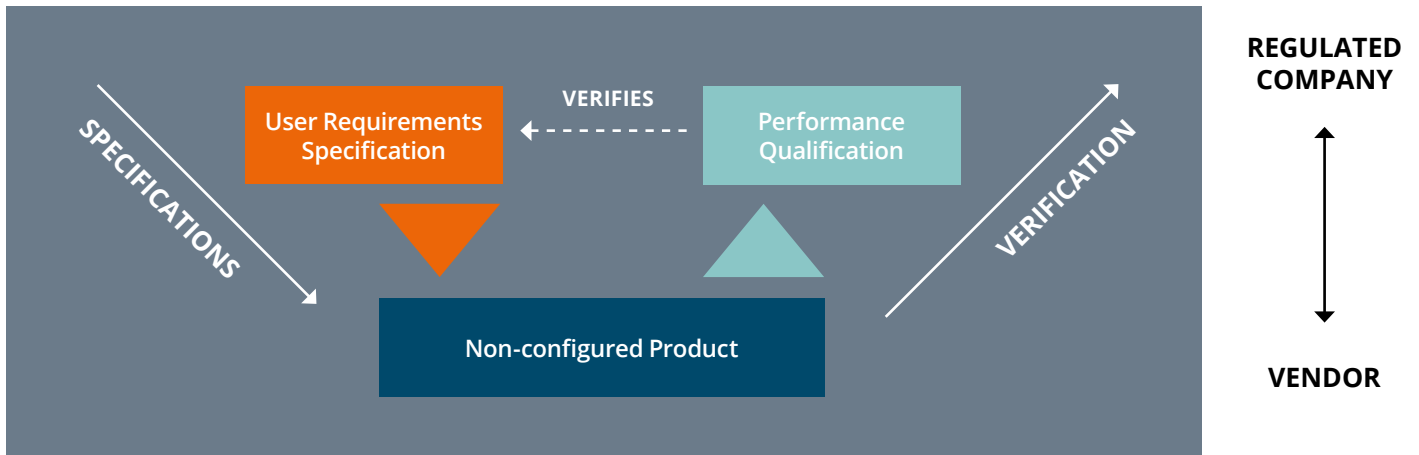 REGULATED
COMPANY
VERIFIES
User Requirements
Specification
Performance
Qualification
SPECIFICATIONS
VERIFICATION
Non-configured Product
VENDOR